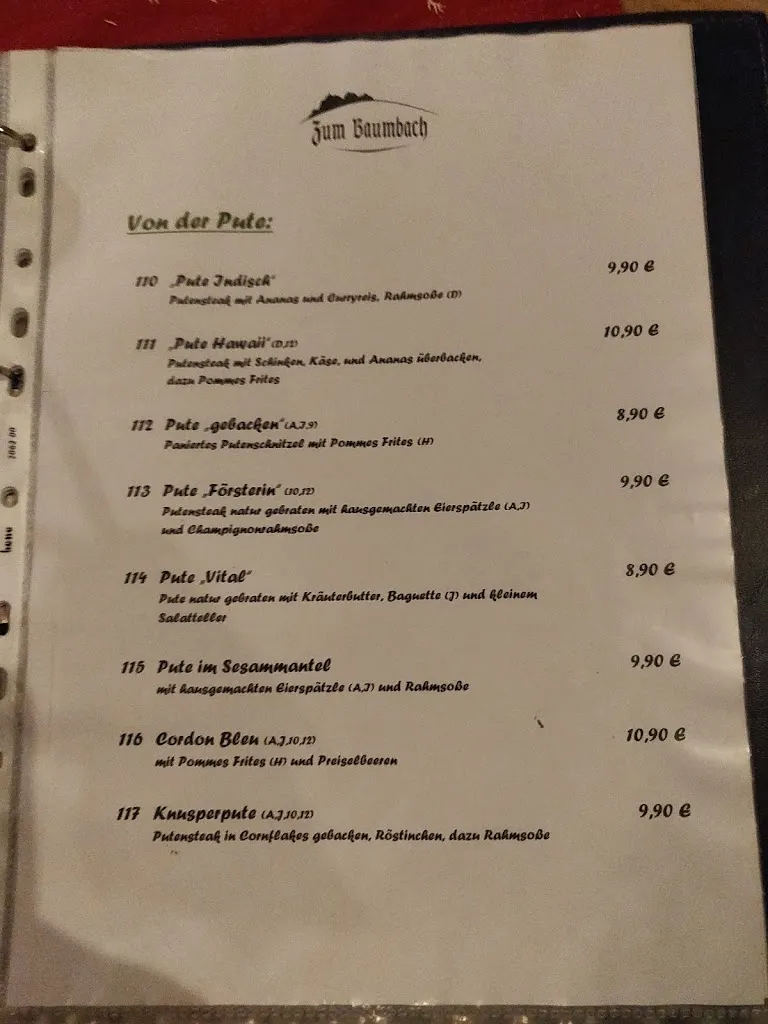 Zum Baumbach
Von der Pute:
110 „Pute Indisch“ 9,90 €
Putensteak mit Ananas und Curryreis, Rahmsoße (D)
111 „Pute Hawaii“ (D,12) 10,90 €
Putensteak mit Schinken, Käse, und Ananas überbacken,
dazu Pommes Frites
112 Pute „gebacken“ (A,J,9) 8,90 €
Paniertes Putenschnitzel mit Pommes Frites (H)
113 Pute „Försterin“ (10,12) 9,90 €
Putensteak natur gebraten mit hausgemachten Eierspätzle (A,J)
und Champignonrahmsoße
114 Pute „Vital“ 8,90 €
Pute natur gebraten mit Kräuterbutter, Baguette (J) und kleinem
Salatteller
115 Pute im Sesammantel 9,90 €
mit hausgemachten Eierspätzle (A,J) und Rahmsoße
116 Cordon Bleu (A,J,10,12) 10,90 €
mit Pommes Frites (H) und Preiselbeeren
117 Knusperpute (A,J,10,12) 9,90 €
Putensteak in Cornflakes gebacken, Röstinchen, dazu Rahmsoße